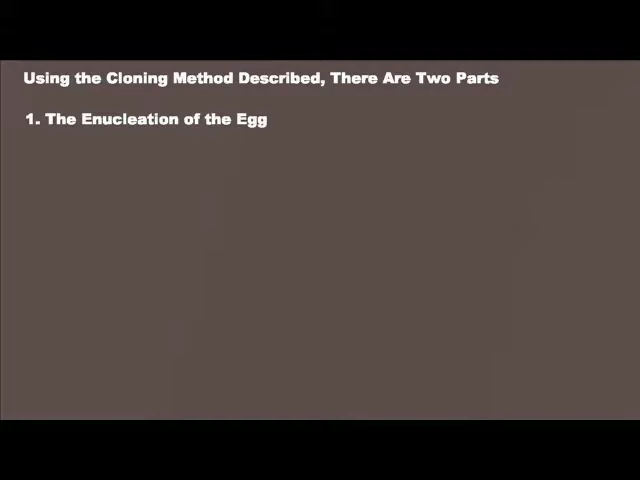 Using the Cloning Method Described, There Are Two Parts
1. The Enucleation of the Egg